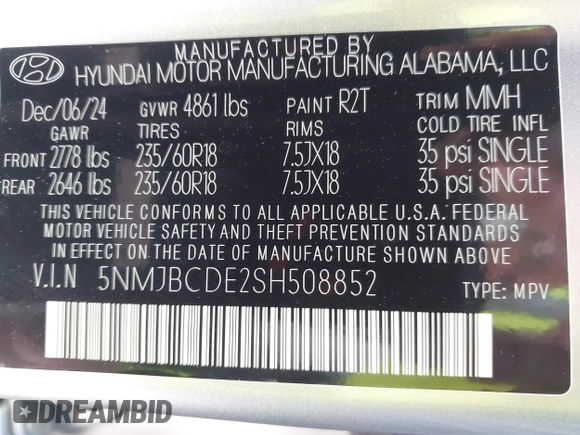 MANUFACTURED BY
HYUNDAI MOTOR MANUFACTURING ALABAMA, LLC
Dec/06/24 GVWR 4861 lbs PAINT R2T TRIM MMH
GAWR TIRES RIMS COLD TIRE INFL
FRONT 2778 lbs 235/60R18 7.5JX18 35 psi SINGLE
REAR 2646 lbs 235/60R18 7.5JX18 35 psi SINGLE
THIS VEHICLE CONFORMS TO ALL APPLICABLE U.S.A. FEDERAL
MOTOR VEHICLE SAFETY AND THEFT PREVENTION STANDARDS
IN EFFECT ON THE DATE OF MANUFACTURE SHOWN ABOVE
V.I.N 5NMJBCDE2SH508852 TYPE: MPV
DREAMBID